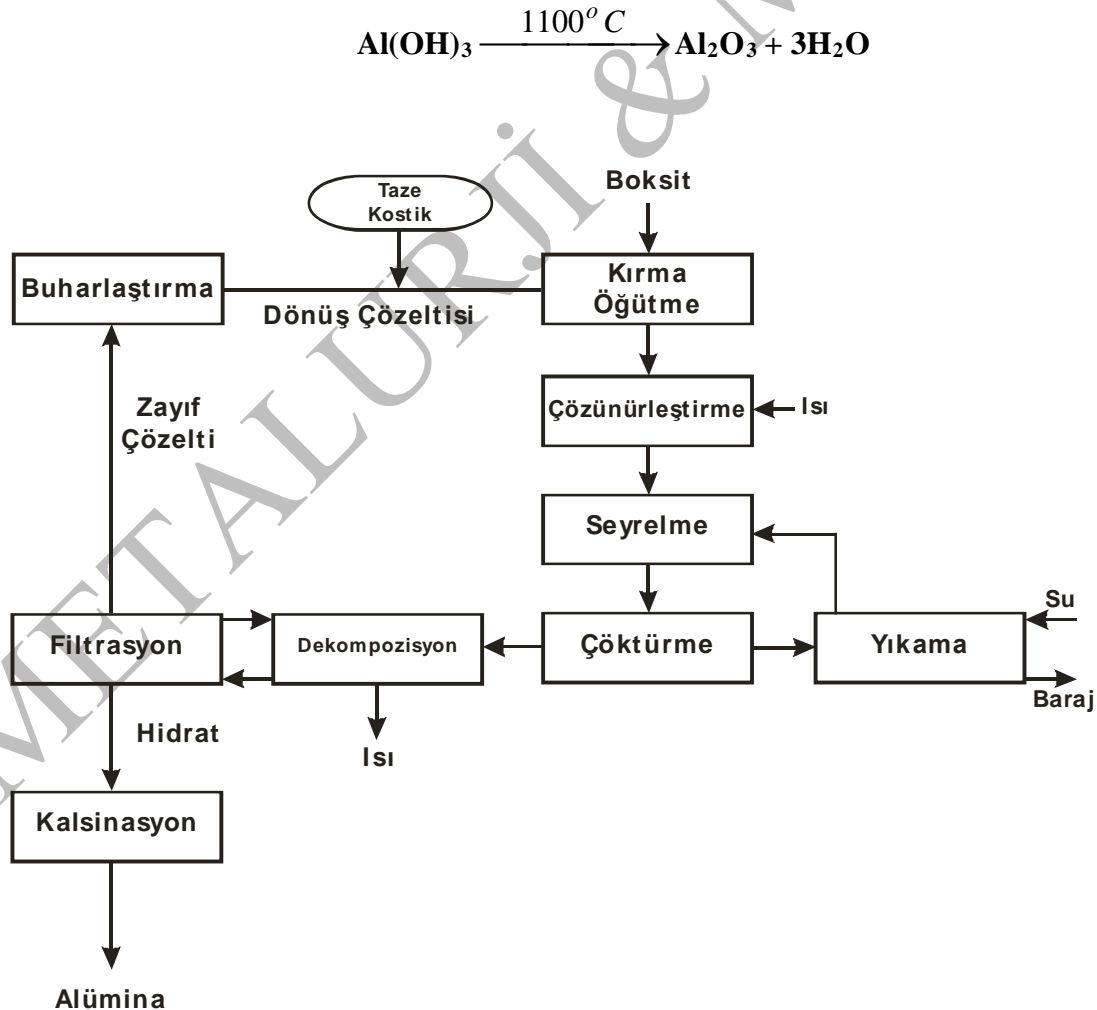 Al(OH)₃ 1100° C Al₂O₃ + 3H₂O
Taze
Kostik
Boksit
Buharlaştırma
Dönüş Çözeltisi
Kırma
Öğütme
Zayıf
Çözelti
Çözünürleştirme
Isı
Seyrelme
Filtrasyon
Dekompozisyon
Çöktürme
Yıkama
Su
Baraj
Hidrat
Isı
Kalsinasyon
Alümina
METALURJİ &